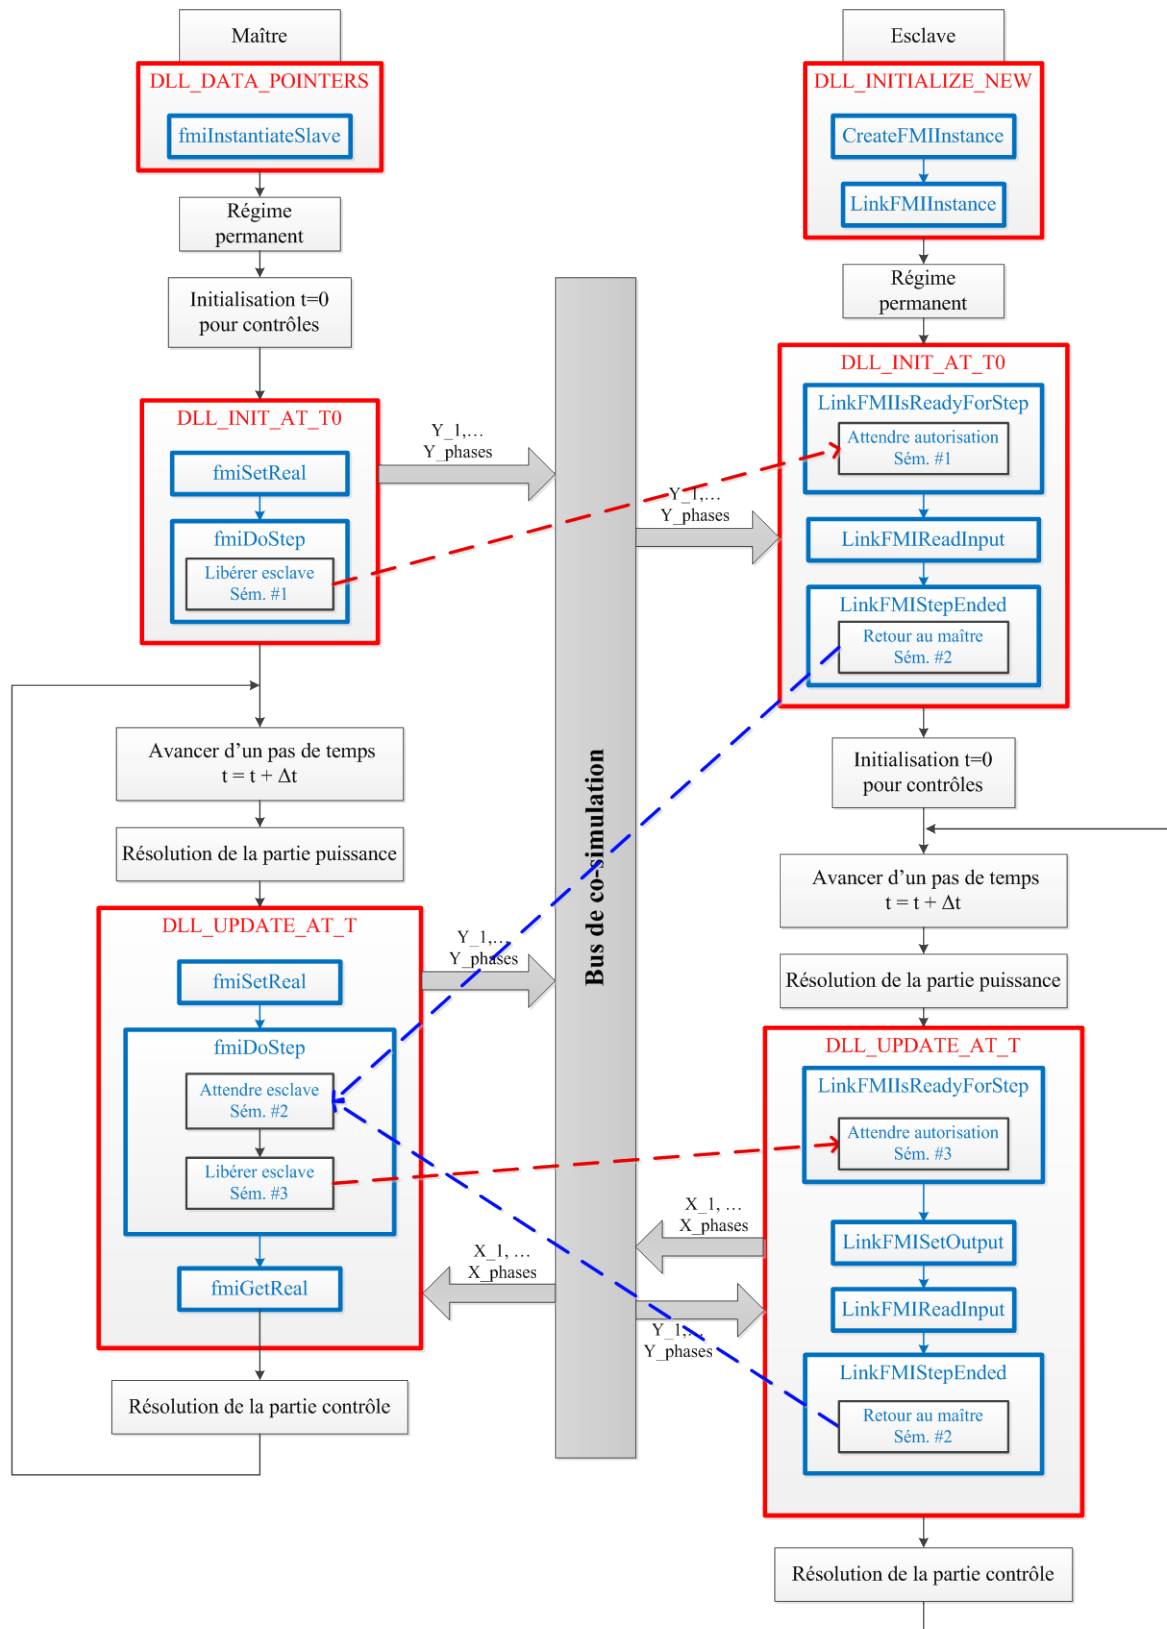 Maître
DLL_DATA_POINTERS
fmiInstantiateSlave
Régime
permanent
Initialisation t=0
pour contrôles
DLL_INIT_AT_T0
fmiSetReal
fmiDoStep
Libérer esclave
Sém. #1
Y_1,...
Y_phases
Avancer d'un pas de temps
t = t + Δt
Résolution de la partie puissance
DLL_UPDATE_AT_T
fmiSetReal
fmiDoStep
Attendre esclave
Sém. #2
Libérer esclave
Sém. #3
fmiGetReal
Y_1,...
Y_phases
X_1, ...
X_phases
Résolution de la partie contrôle
Bus de co-simulation
Esclave
DLL_INITIALIZE_NEW
CreateFMIInstance
LinkFMIInstance
Régime
permanent
DLL_INIT_AT_T0
LinkFMIIsReadyForStep
Attendre autorisation
Sém. #1
Y_1,...
Y_phases
LinkFMIReadInput
LinkFMIStepEnded
Retour au maître
Sém. #2
Initialisation t=0
pour contrôles
Avancer d'un pas de temps
t = t + Δt
Résolution de la partie puissance
DLL_UPDATE_AT_T
LinkFMIIsReadyForStep
Attendre autorisation
Sém. #3
X_1, ...
X_phases
LinkFMISetOutput
LinkFMIReadInput
Y_1,...
Y_phases
LinkFMIStepEnded
Retour au maître
Sém. #2
Résolution de la partie contrôle